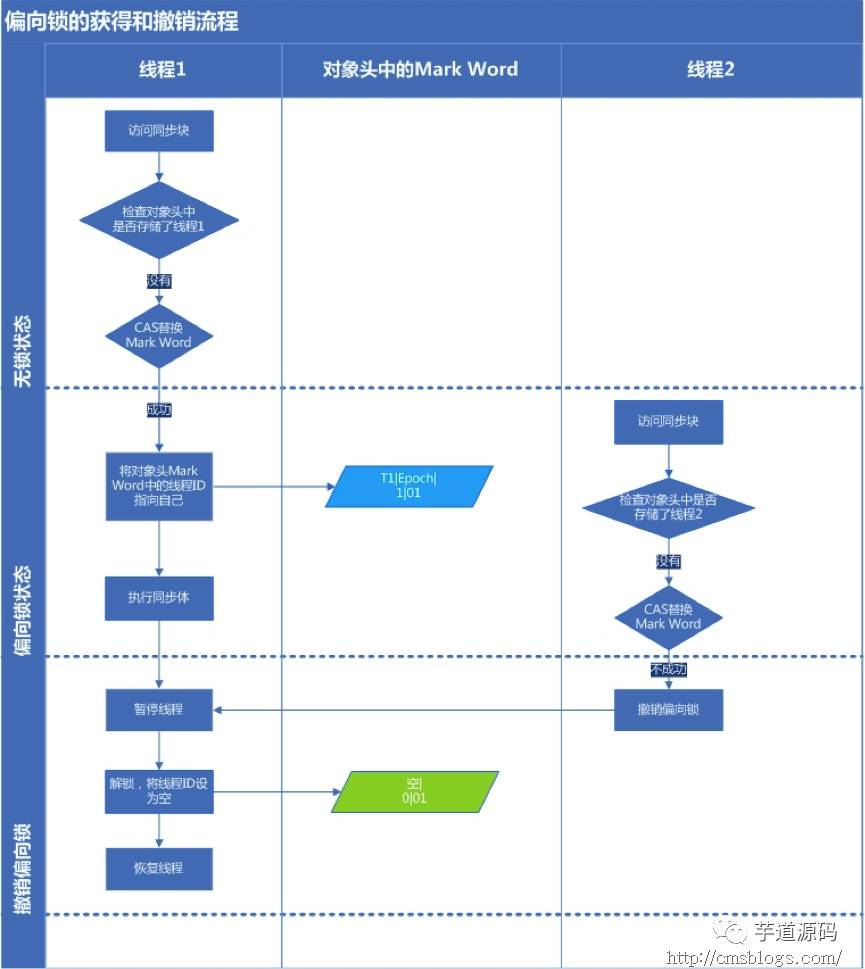 偏向锁的获得和撤销流程
线程1
对象头中的Mark Word
线程2
无锁状态
访问同步块
检查对象头中
是否存储了线程1
没有
CAS替换
Mark Word
偏向锁状态
成功
将对象头Mark
Word中的线程ID
指向自己
T1|Epoch|
1|01
执行同步体
访问同步块
检查对象头中是否
存储了线程2
没有
CAS替换
Mark Word
不成功
撤销偏向锁
撤销偏向锁
暂停线程
解锁，将线程ID设
为空
空|
0|01
恢复线程
芋道源码
http://cmsblogs.com/